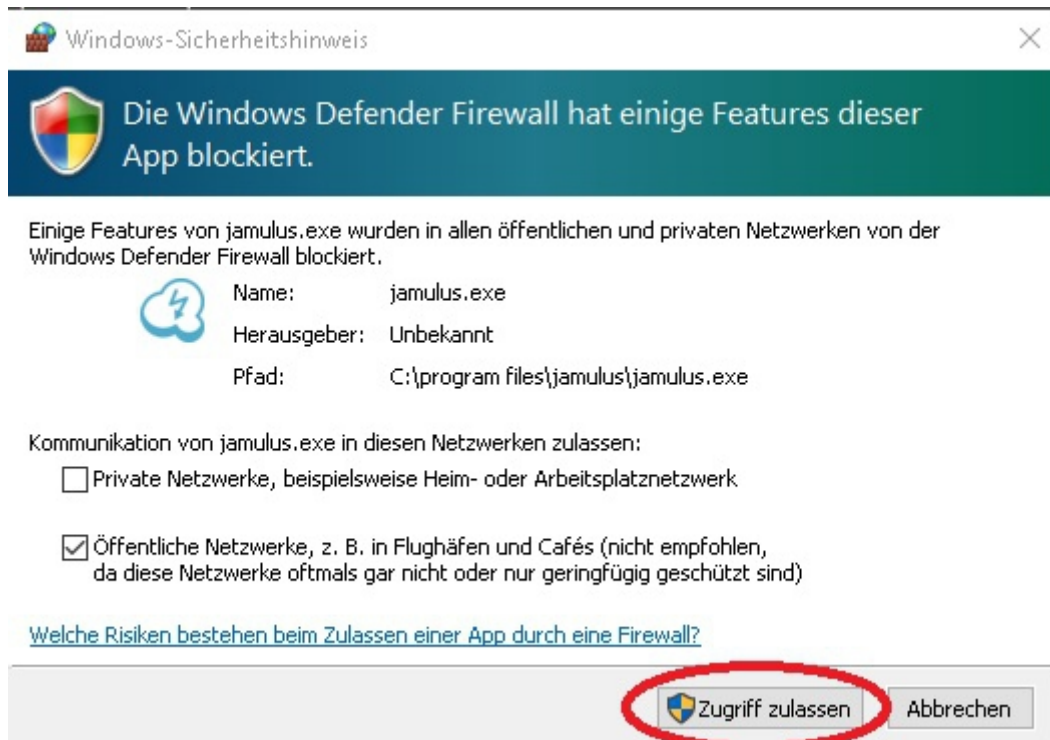 Windows-Sicherheitshinweis
Die Windows Defender Firewall hat einige Features dieser
App blockiert.
Einige Features von jamulus.exe wurden in allen öffentlichen und privaten Netzwerken von der
Windows Defender Firewall blockiert.
Name: jamulus.exe
Herausgeber: Unbekannt
Pfad: C:\program files\jamulus\jamulus.exe
Kommunikation von jamulus.exe in diesen Netzwerken zulassen:
Private Netzwerke, beispielsweise Heim- oder Arbeitsplatznetzwerk
Öffentliche Netzwerke, z. B. in Flughäfen und Cafés (nicht empfohlen,
da diese Netzwerke oftmals gar nicht oder nur geringfügig geschützt sind)
Welche Risiken bestehen beim Zulassen einer App durch eine Firewall?
Zugriff zulassen Abbrechen